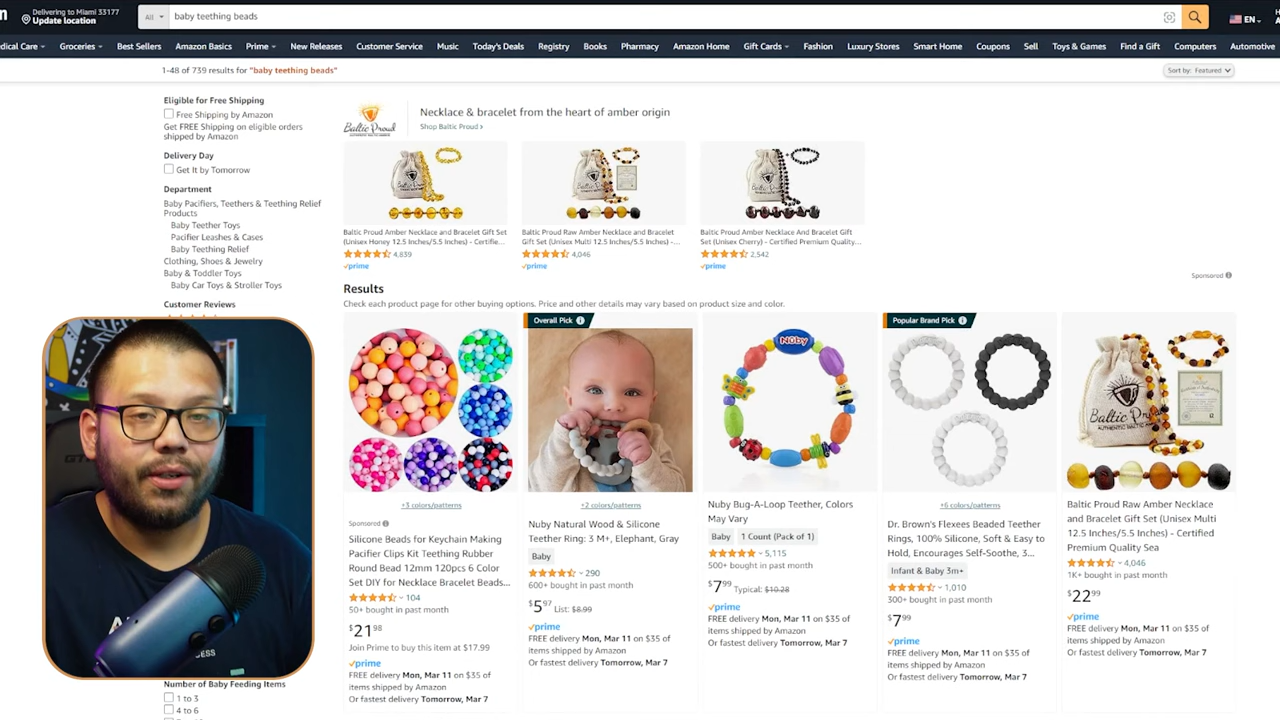 Delivering to Miami 33177
Update location
All
baby teething beads
EN
dical Care
Groceries
Best Sellers
Amazon Basics
Prime
New Releases
Customer Service
Music
Today's Deals
Registry
Books
Pharmacy
Amazon Home
Gift Cards
Fashion
Luxury Stores
Smart Home
Coupons
Sell
Toys & Games
Find a Gift
Computers
Automotive
1-48 of 739 results for "baby teething beads"
Sort by: Featured
Eligible for Free Shipping
Free Shipping by Amazon
Get FREE Shipping on eligible orders
shipped by Amazon
Delivery Day
Get It by Tomorrow
Department
Baby Pacifiers, Teethers & Teething Relief
Products
Baby Teether Toys
Pacifier Leashes & Cases
Baby Teething Relief
Clothing, Shoes & Jewelry
Baby & Toddler Toys
Baby Car Toys & Stroller Toys
Customer Reviews
Number of Baby Feeding Items
1 to 3
4 to 6
Baltic Proud
Necklace & bracelet from the heart of amber origin
Shop Baltic Proud ›
Baltic Proud Amber Necklace and Bracelet Gift Set
(Unisex Honey 12.5 Inches/5.5 Inches) - Certifie...
4,839
prime
Baltic Proud Raw Amber Necklace and Bracelet
Gift Set (Unisex Multi 12.5 Inches/5.5 Inches) -...
4,046
prime
Baltic Proud Amber Necklace And Bracelet Gift
Set (Unisex Cherry) - Certified Premium Quality...
2,542
prime
Sponsored
Results
Check each product page for other buying options. Price and other details may vary based on product size and color.
+3 colors/patterns
Sponsored
Silicone Beads for Keychain Making
Pacifier Clips Kit Teething Rubber
Round Bead 12mm 120pcs 6 Color
Set DIY for Necklace Bracelet Beads...
104
50+ bought in past month
$21 98
Join Prime to buy this item at $17.99
prime
FREE delivery Mon, Mar 11 on $35 of
items shipped by Amazon
Or fastest delivery Tomorrow, Mar 7
Overall Pick
+2 colors/patterns
Nuby Natural Wood & Silicone
Teether Ring: 3 M+, Elephant, Gray
Baby
290
600+ bought in past month
$5 97 List: $8.99
prime
FREE delivery Mon, Mar 11 on $35 of
items shipped by Amazon
Or fastest delivery Tomorrow, Mar 7
Nûby
Nuby Bug-A-Loop Teether, Colors
May Vary
Baby
1 Count (Pack of 1)
5,115
500+ bought in past month
$7 99 Typical: $10.28
prime
FREE delivery Mon, Mar 11 on $35 of
items shipped by Amazon
Or fastest delivery Tomorrow, Mar 7
Popular Brand Pick
+6 colors/patterns
Dr. Brown's Flexees Beaded Teether
Rings, 100% Silicone, Soft & Easy to
Hold, Encourages Self-Soothe, 3...
Infant & Baby 3m+
1,010
300+ bought in past month
$7 99
prime
FREE delivery Mon, Mar 11 on $35 of
items shipped by Amazon
Or fastest delivery Tomorrow, Mar 7
Baltic Proud
Baltic Proud Raw Amber Necklace
and Bracelet Gift Set (Unisex Multi
12.5 Inches/5.5 Inches) - Certified
Premium Quality Sea
4,046
1K+ bought in past month
$22 99
prime
FREE delivery Mon, Mar 11 on $35 of
items shipped by Amazon
Or fastest delivery Tomorrow, Mar 7